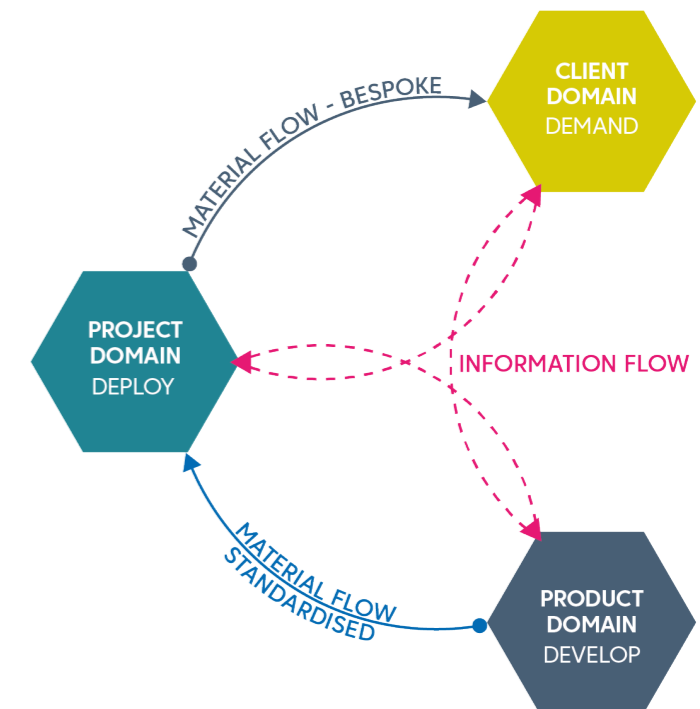 CLIENT
DOMAIN
DEMAND
MATERIAL FLOW - BESPOKE
PROJECT
DOMAIN
DEPLOY
INFORMATION FLOW
MATERIAL FLOW
STANDARDISED
PRODUCT
DOMAIN
DEVELOP